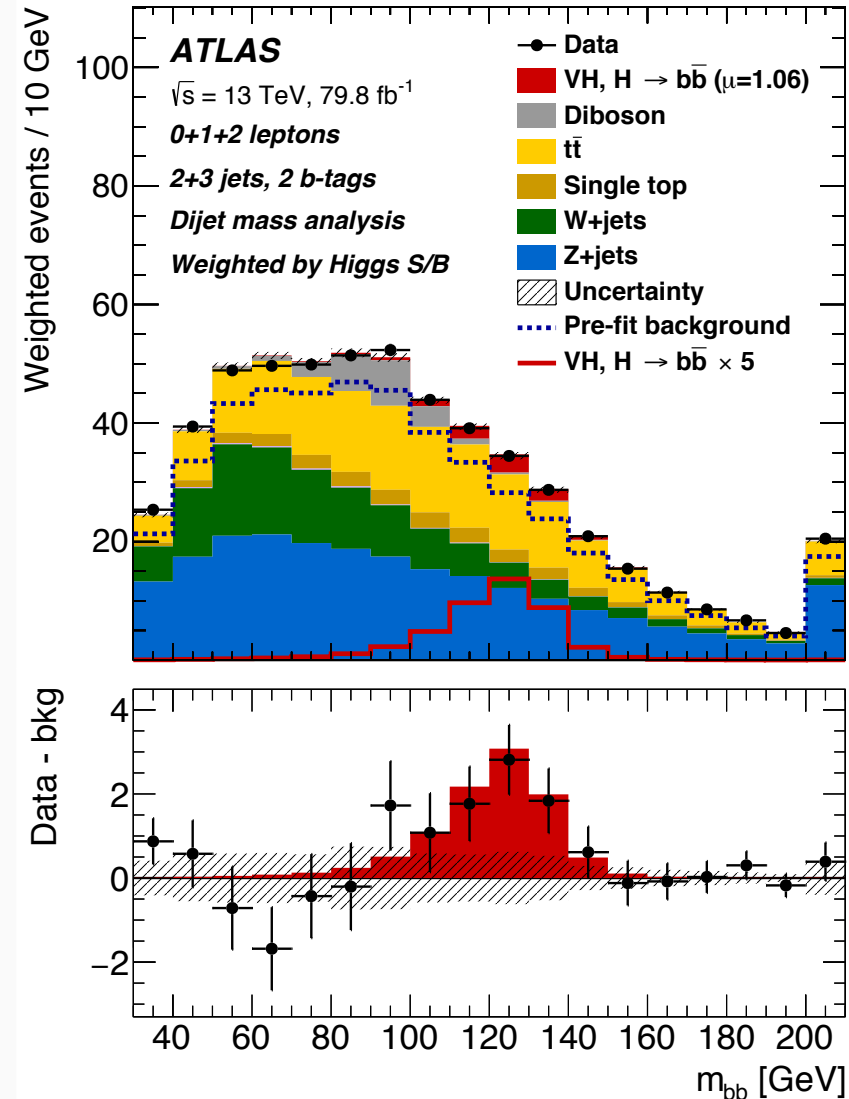 Weighted events / 10 GeV
100
80
60
40
20
ATLAS
√s = 13 TeV, 79.8 fb⁻¹
0+1+2 leptons
2+3 jets, 2 b-tags
Dijet mass analysis
Weighted by Higgs S/B
Data
VH, H → bb̅ (μ=1.06)
Diboson
tt̅
Single top
W+jets
Z+jets
Uncertainty
Pre-fit background
VH, H → bb̅ × 5
Data - bkg
4
2
0
−2
40 60 80 100 120 140 160 180 200
m_bb [GeV]